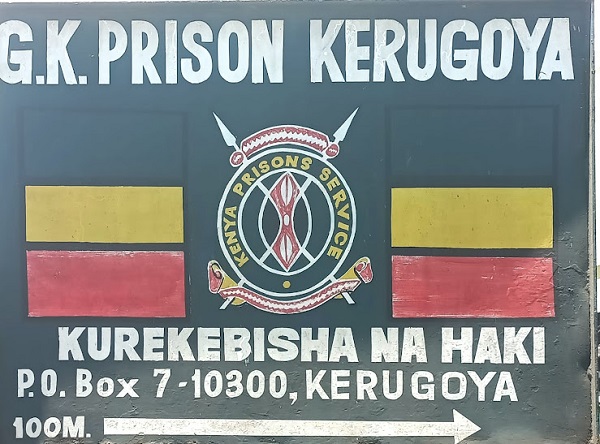 G.K. PRISON KERUGOYA
KENYA PRISONS SERVICE
KUREKEBISHA NA HAKI
P.O. Box 7-10300, KERUGOYA
100M.